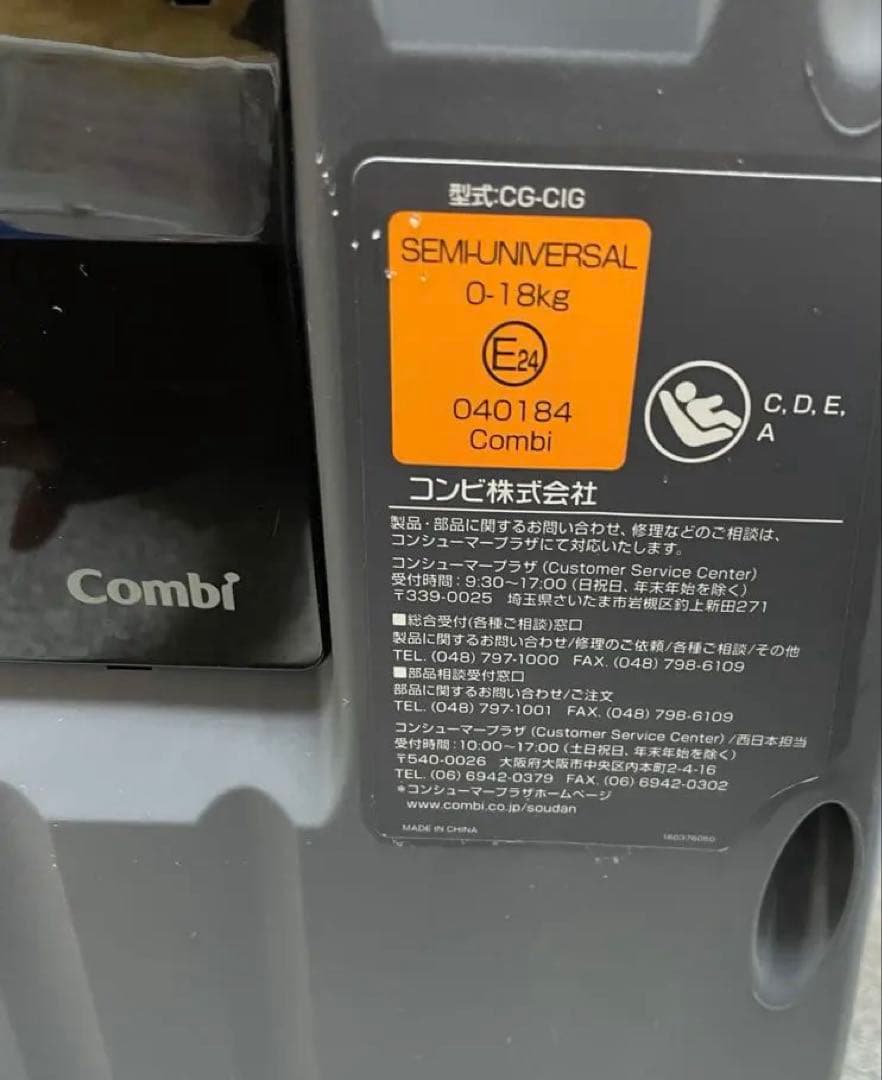 型式:CG-CIG
SEMI-UNIVERSAL
0-18kg
E24
040184
Combi
C, D, E,
A
コンビ株式会社
製品・部品に関するお問い合わせ、修理などのご相談は、
コンシューマープラザにて対応いたします。
コンシューマープラザ (Customer Service Center)
受付時間：9:30～17:00 (日祝日、年末年始を除く)
〒339-0025 埼玉県さいたま市岩槻区釣上新田271
■総合受付(各種ご相談)窓口
製品に関するお問い合わせ/修理のご依頼/各種ご相談/その他
TEL. (048) 797-1000 FAX. (048) 798-6109
■部品相談受付窓口
部品に関するお問い合わせ/ご注文
TEL. (048) 797-1001 FAX. (048) 798-6109
コンシューマープラザ (Customer Service Center) /西日本担当
受付時間：10:00～17:00 (土日祝日、年末年始を除く)
〒540-0026 大阪府大阪市中央区内本町2-4-16
TEL. (06) 6942-0379 FAX. (06) 6942-0302
*コンシューマープラザホームページ
www.combi.co.jp/soudan
MADE IN CHINA
Combi